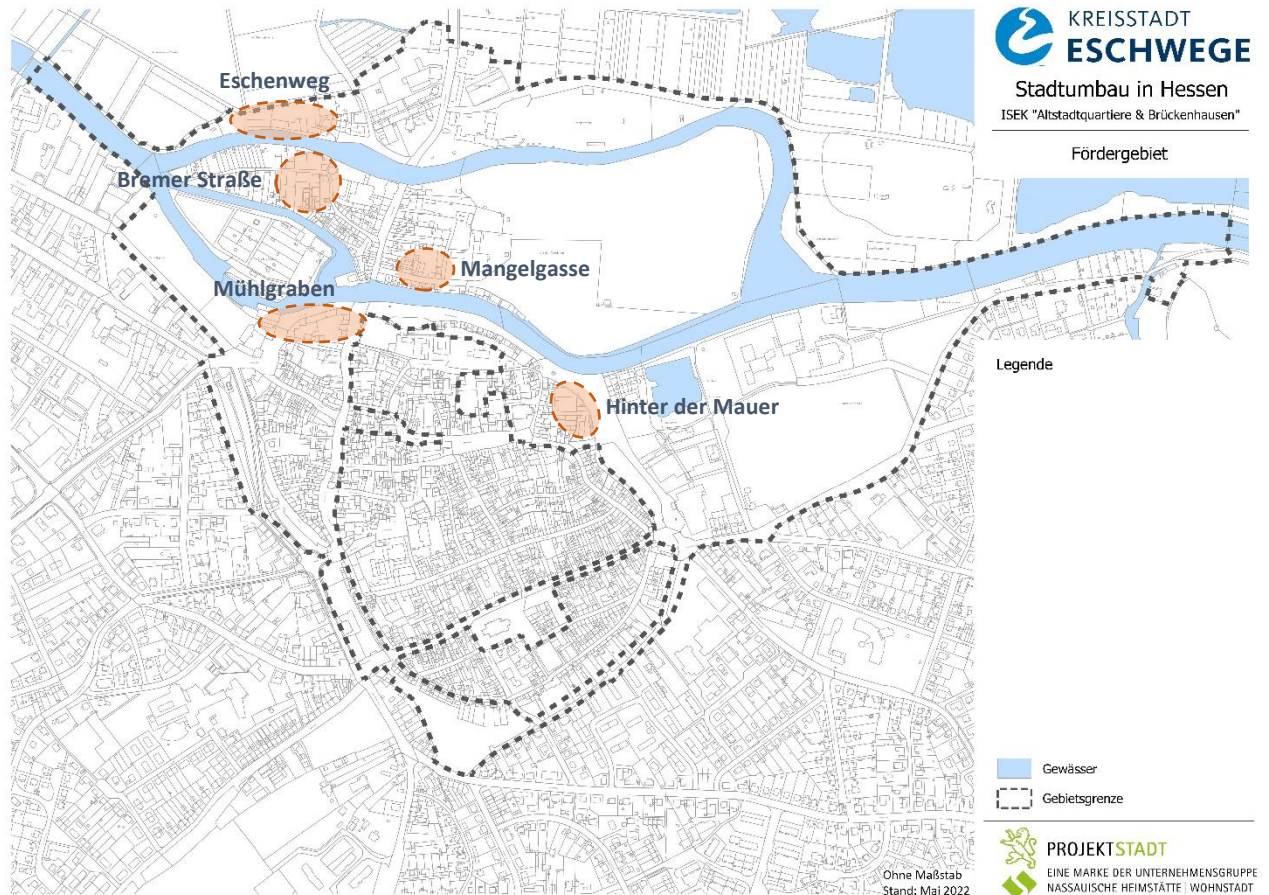 KREISSTADT
ESCHWEGE
Stadtumbau in Hessen
ISEK "Altstadtquartiere & Brückenhausen"
Fördergebiet
Eschenweg
Bremer Straße
Mangelgasse
Mühlgraben
Hinter der Mauer
Legende
Gewässer
Gebietsgrenze
Ohne Maßstab
Stand: Mai 2022
PROJEKTSTADT
EINE MARKE DER UNTERNEHMENSGRUPPE
NASSAUISCHE HEIMSTÄTTE | WOHNSTADT